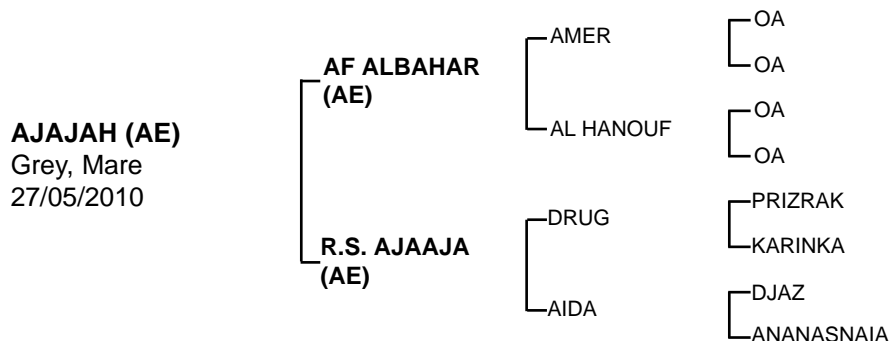 AJAJAH (AE)
Grey, Mare
27/05/2010
AF ALBAHAR
(AE)
R.S. AJAAJA
(AE)
AMER
AL HANOUF
DRUG
AIDA
OA
OA
OA
OA
PRIZRAK
KARINKA
DJAZ
ANANASNAIA